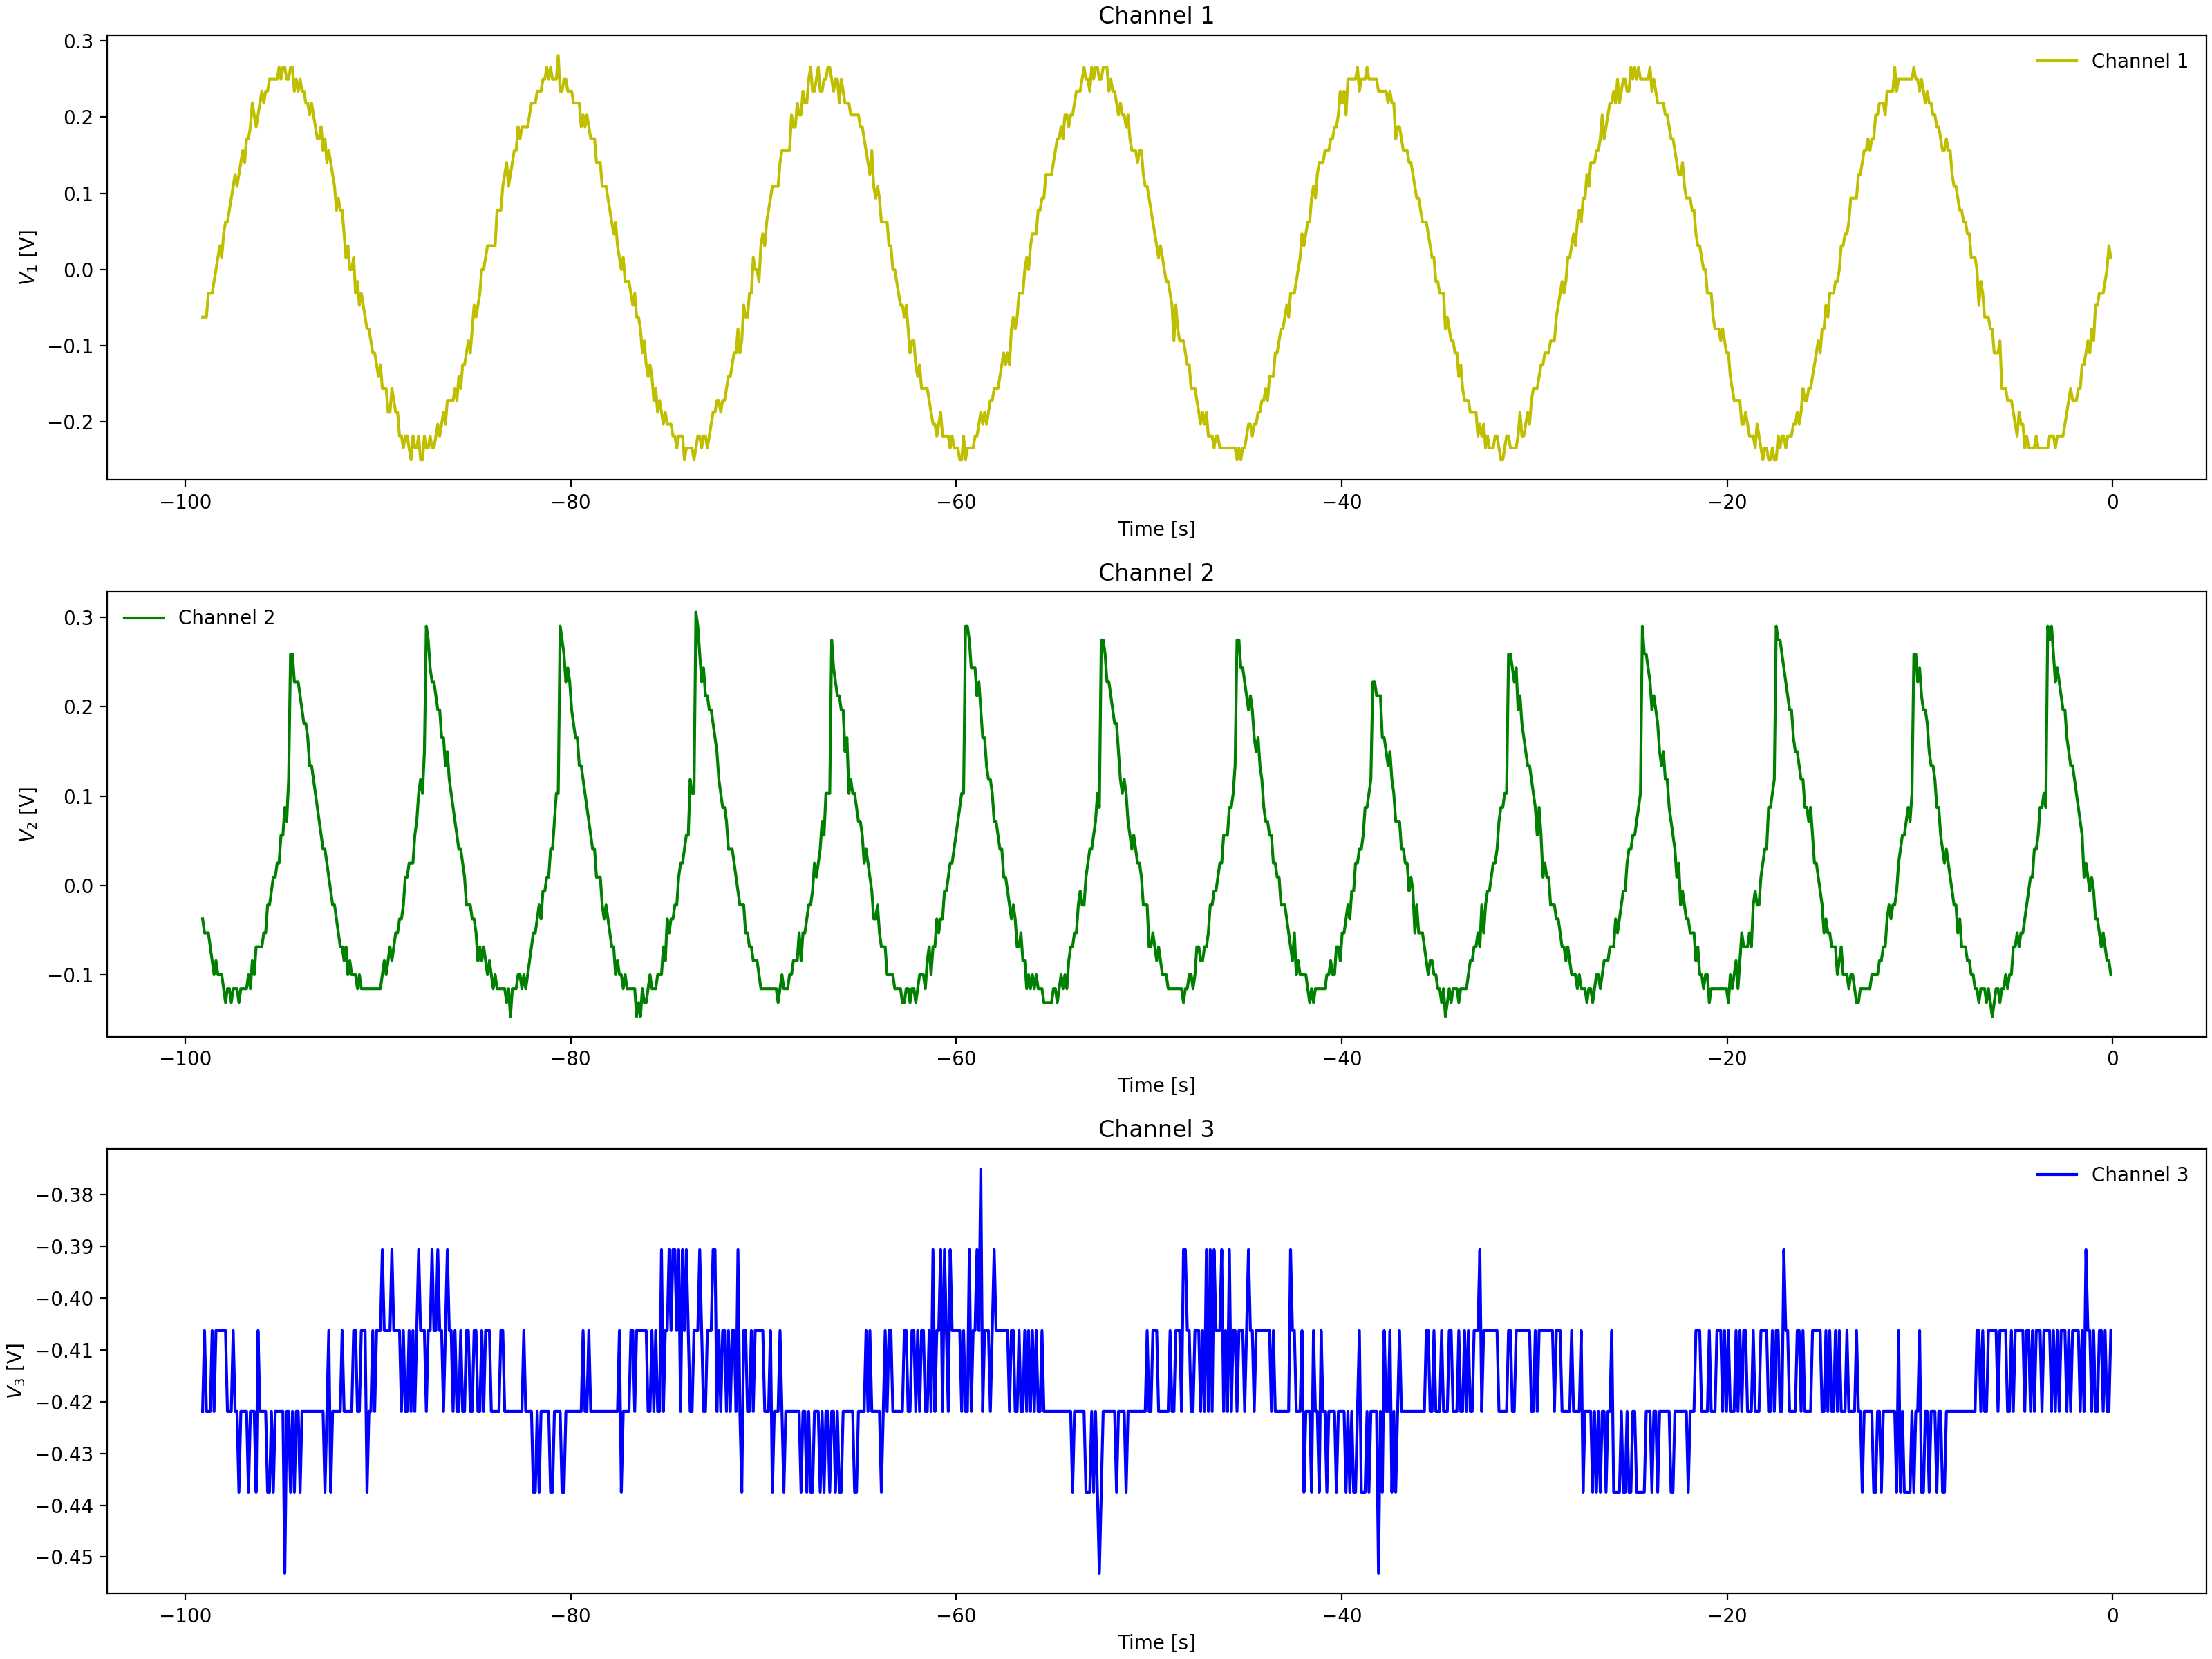 Channel 1
0.3
0.2
0.1
0.0
−0.1
−0.2
V1 [V]
Channel 1
−100 −80 −60 −40 −20 0
Time [s]
Channel 2
0.3
0.2
0.1
0.0
−0.1
V2 [V]
Channel 2
−100 −80 −60 −40 −20 0
Time [s]
Channel 3
−0.38
−0.39
−0.40
−0.41
−0.42
−0.43
−0.44
−0.45
V3 [V]
Channel 3
−100 −80 −60 −40 −20 0
Time [s]